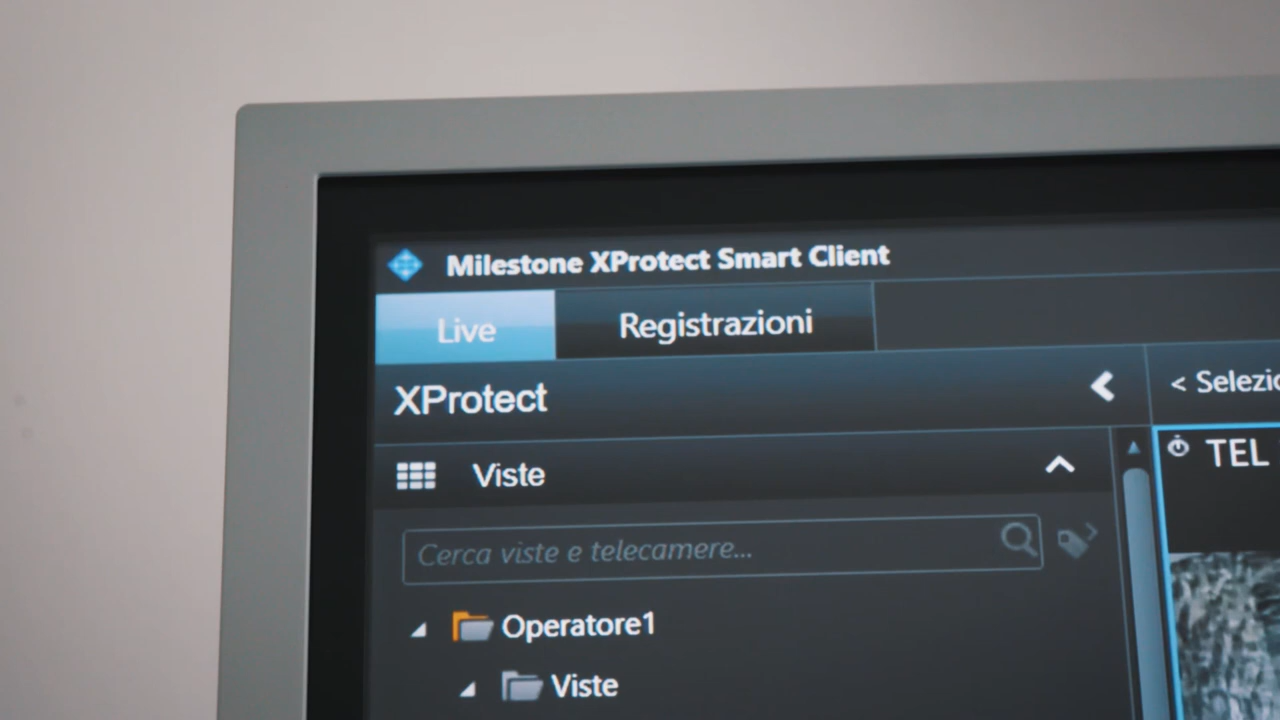 Milestone XProtect Smart Client
Live
Registrazioni
XProtect
< Selezio
Viste
TEL
Cerca viste e telecamere...
Operatore1
Viste